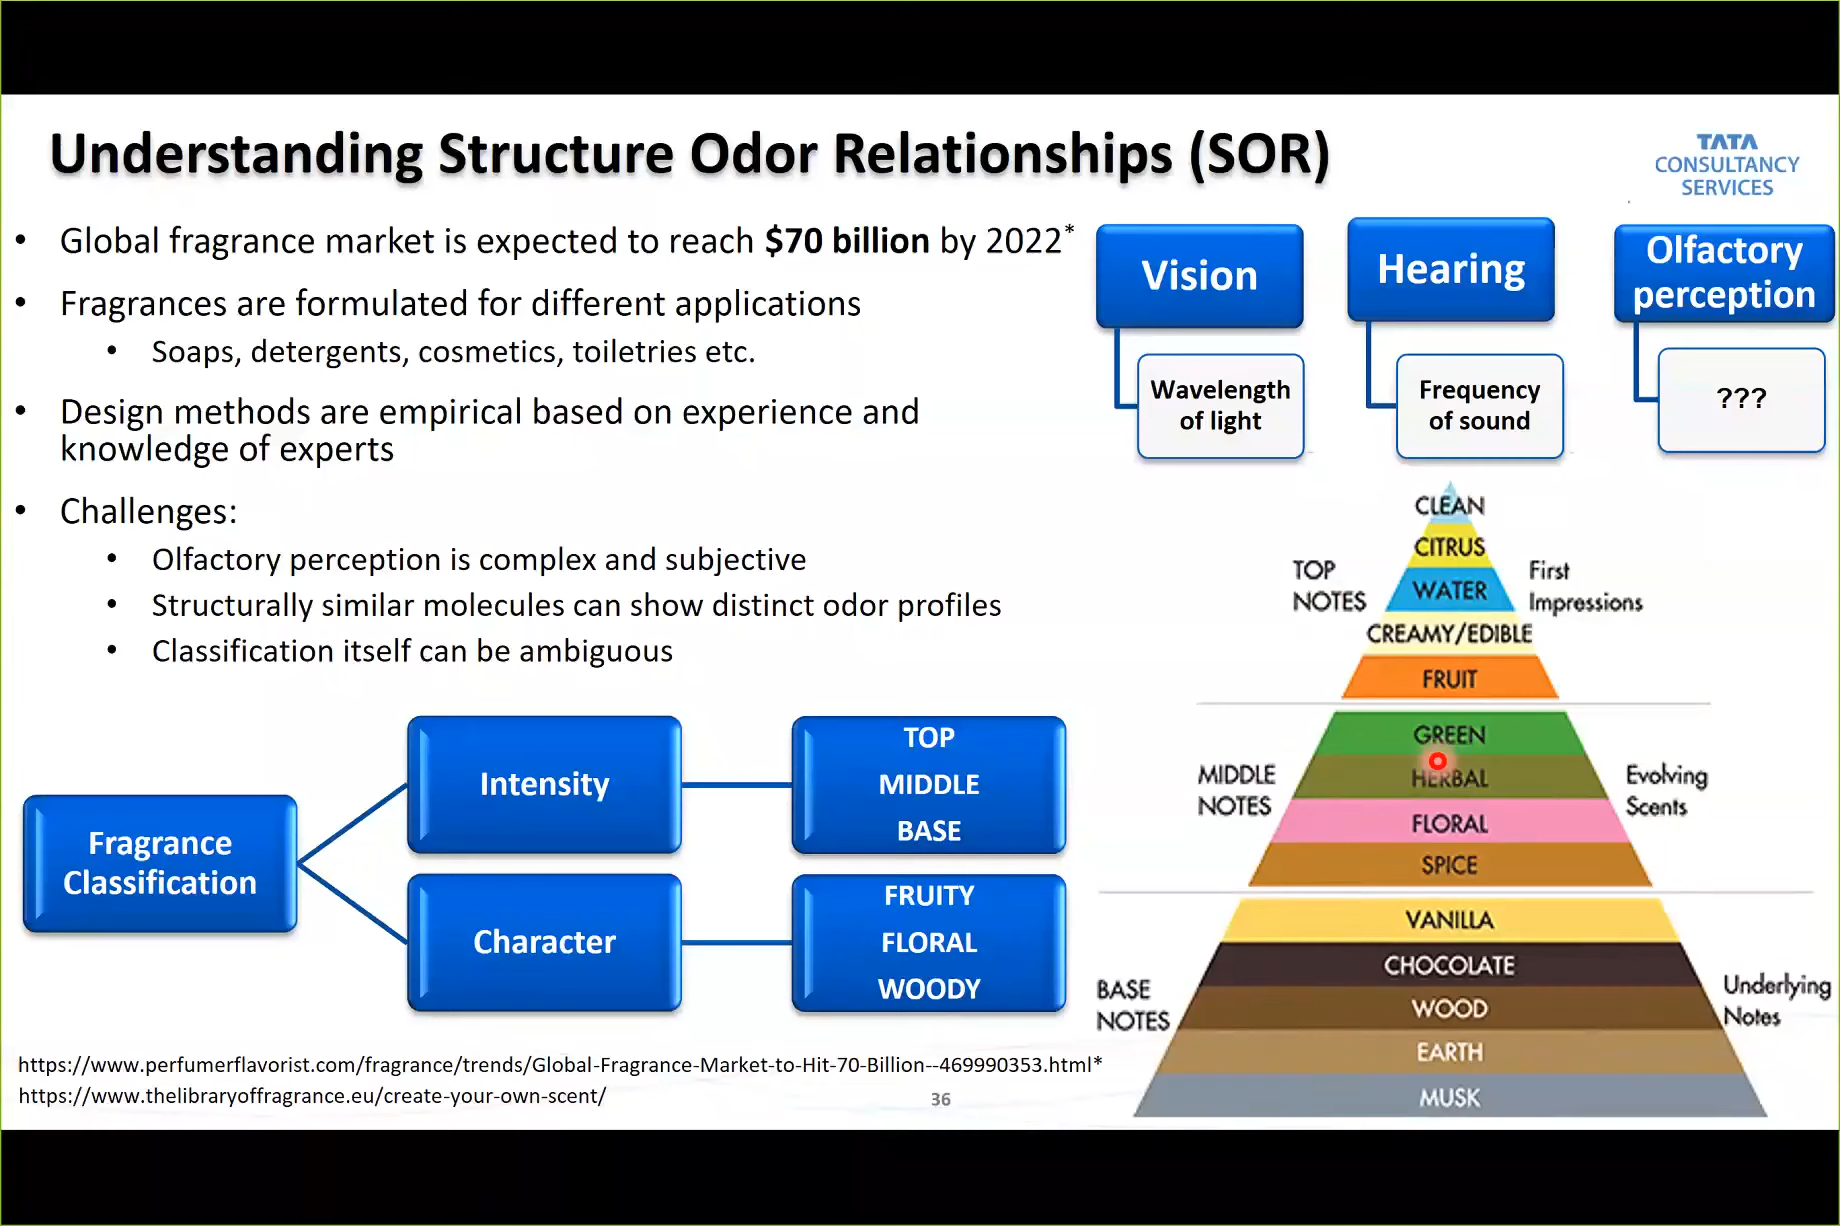 Understanding Structure Odor Relationships (SOR)
TATA
CONSULTANCY
SERVICES
• Global fragrance market is expected to reach $70 billion by 2022*
• Fragrances are formulated for different applications
• Soaps, detergents, cosmetics, toiletries etc.
• Design methods are empirical based on experience and
knowledge of experts
• Challenges:
• Olfactory perception is complex and subjective
• Structurally similar molecules can show distinct odor profiles
• Classification itself can be ambiguous
Vision
Wavelength
of light
Hearing
Frequency
of sound
Olfactory
perception
???
Fragrance
Classification
Intensity
TOP
MIDDLE
BASE
Character
FRUITY
FLORAL
WOODY
TOP
NOTES
CLEAN
CITRUS
WATER
CREAMY/EDIBLE
FRUIT
First
Impressions
MIDDLE
NOTES
GREEN
HERBAL
FLORAL
SPICE
Evolving
Scents
BASE
NOTES
VANILLA
CHOCOLATE
WOOD
EARTH
MUSK
Underlying
Notes
https://www.perfumerflavorist.com/fragrance/trends/Global-Fragrance-Market-to-Hit-70-Billion--469990353.html*
https://www.thelibraryoffragrance.eu/create-your-own-scent/
36